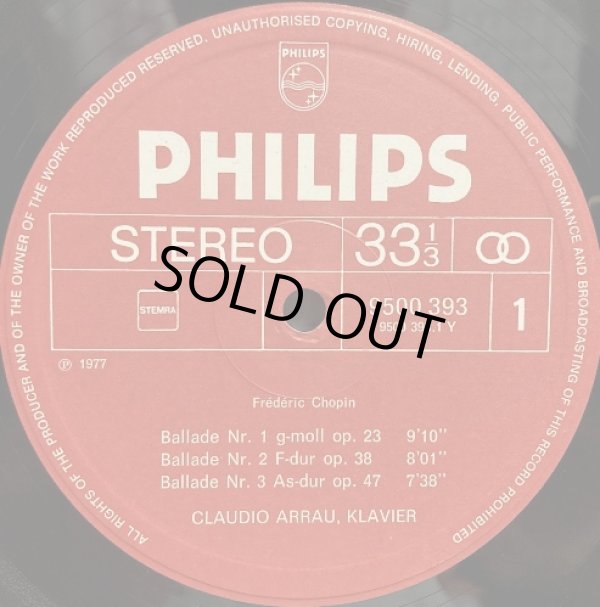 ALL RIGHTS OF THE PRODUCER AND OF THE OWNER OF THE WORK REPRODUCED RESERVED. UNAUTHORISED COPYING, HIRING, LENDING, PUBLIC PERFORMANCE AND BROADCASTING OF THIS RECORD PROHIBITED
PHILIPS
PHILIPS
STEREO 33 1/3
STEMRA 9500 393 1
SOLD OUT
℗ 1977
Frédéric Chopin
Ballade Nr. 1 g-moll op. 23 9'10"
Ballade Nr. 2 F-dur op. 38 8'01"
Ballade Nr. 3 As-dur op. 47 7'38"
CLAUDIO ARRAU, KLAVIER